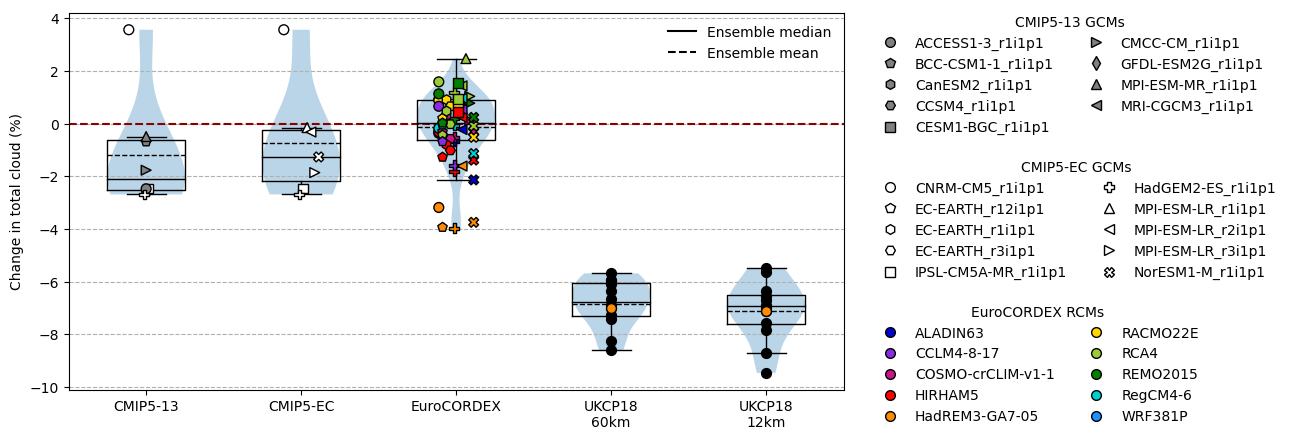 Change in total cloud (%)
4
2
0
−2
−4
−6
−8
−10
Ensemble median
Ensemble mean
CMIP5-13
CMIP5-EC
EuroCORDEX
UKCP18
60km
UKCP18
12km
CMIP5-13 GCMs
ACCESS1-3_r1i1p1
BCC-CSM1-1_r1i1p1
CanESM2_r1i1p1
CCSM4_r1i1p1
CESM1-BGC_r1i1p1
CMCC-CM_r1i1p1
GFDL-ESM2G_r1i1p1
MPI-ESM-MR_r1i1p1
MRI-CGCM3_r1i1p1
CMIP5-EC GCMs
CNRM-CM5_r1i1p1
EC-EARTH_r12i1p1
EC-EARTH_r1i1p1
EC-EARTH_r3i1p1
IPSL-CM5A-MR_r1i1p1
HadGEM2-ES_r1i1p1
MPI-ESM-LR_r1i1p1
MPI-ESM-LR_r2i1p1
MPI-ESM-LR_r3i1p1
NorESM1-M_r1i1p1
EuroCORDEX RCMs
ALADIN63
CCLM4-8-17
COSMO-crCLIM-v1-1
HIRHAM5
HadREM3-GA7-05
RACMO22E
RCA4
REMO2015
RegCM4-6
WRF381P